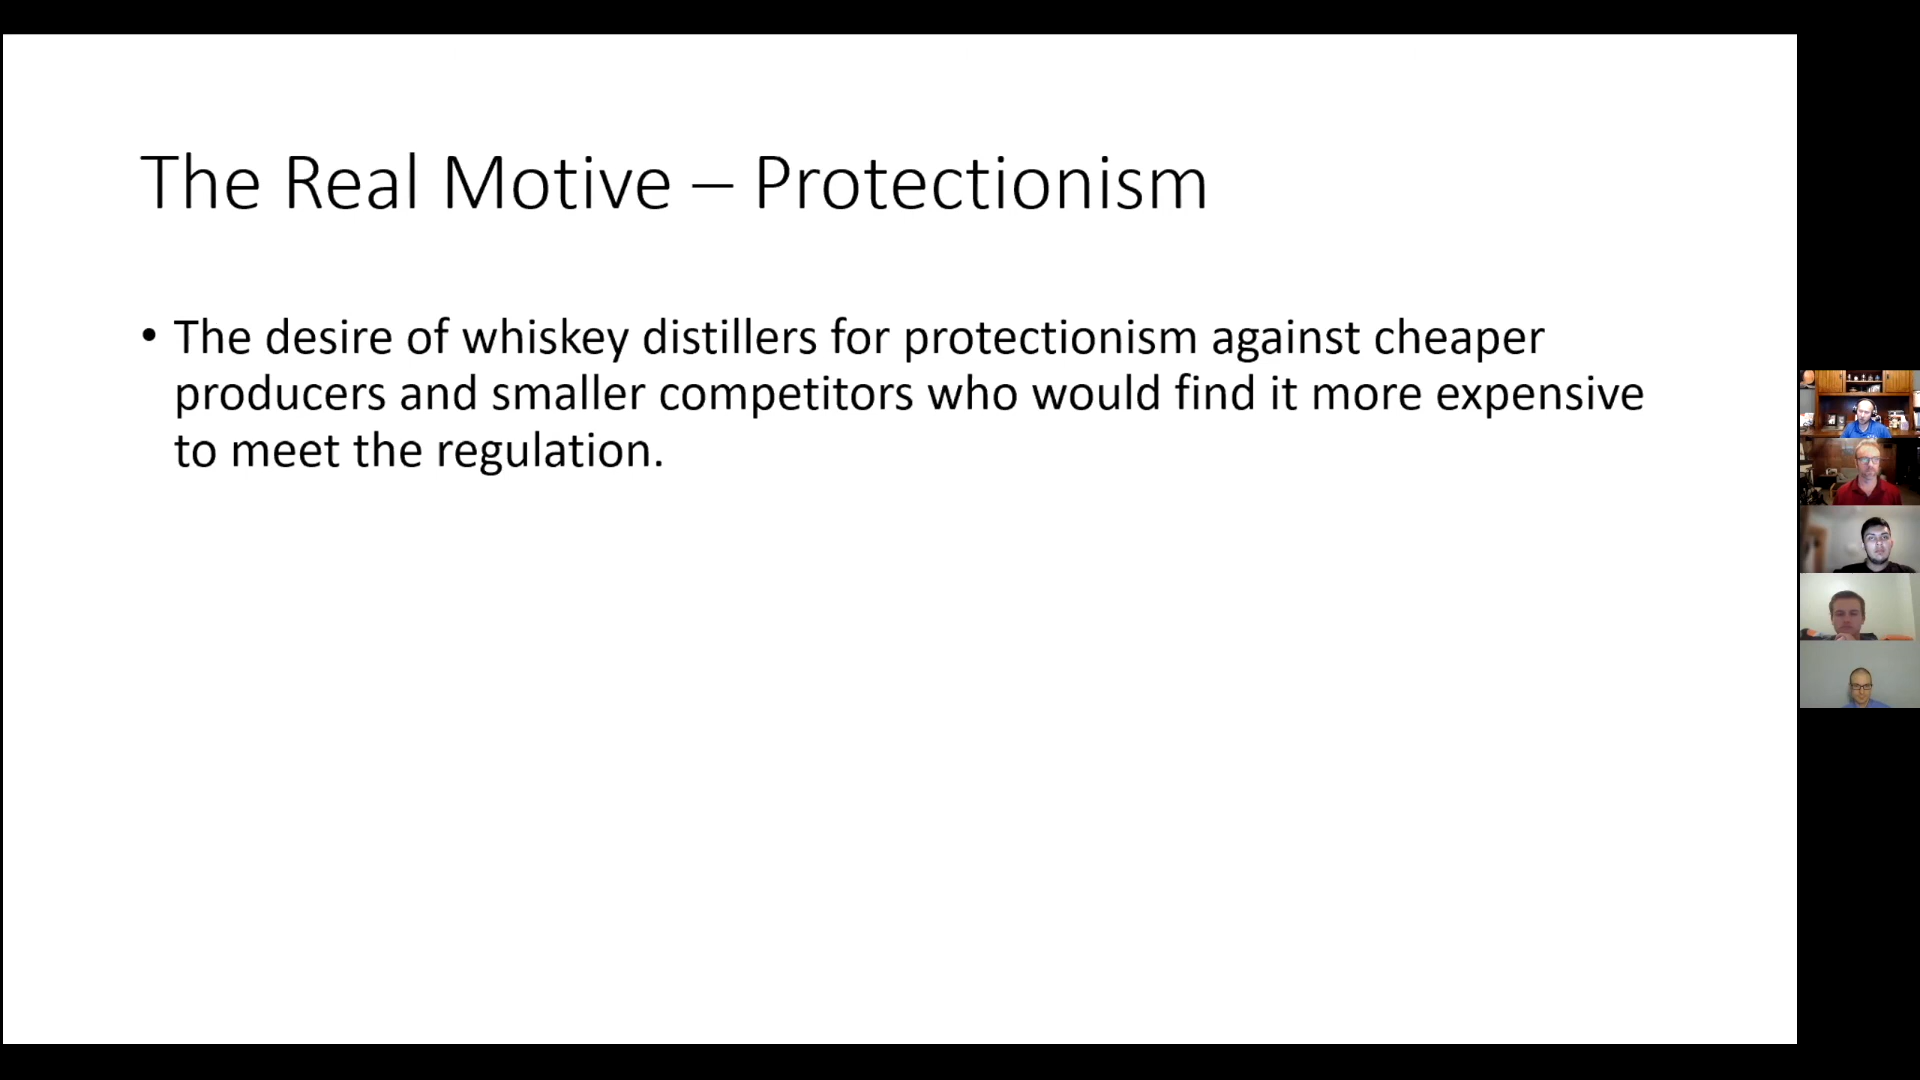 The Real Motive – Protectionism
• The desire of whiskey distillers for protectionism against cheaper
producers and smaller competitors who would find it more expensive
to meet the regulation.